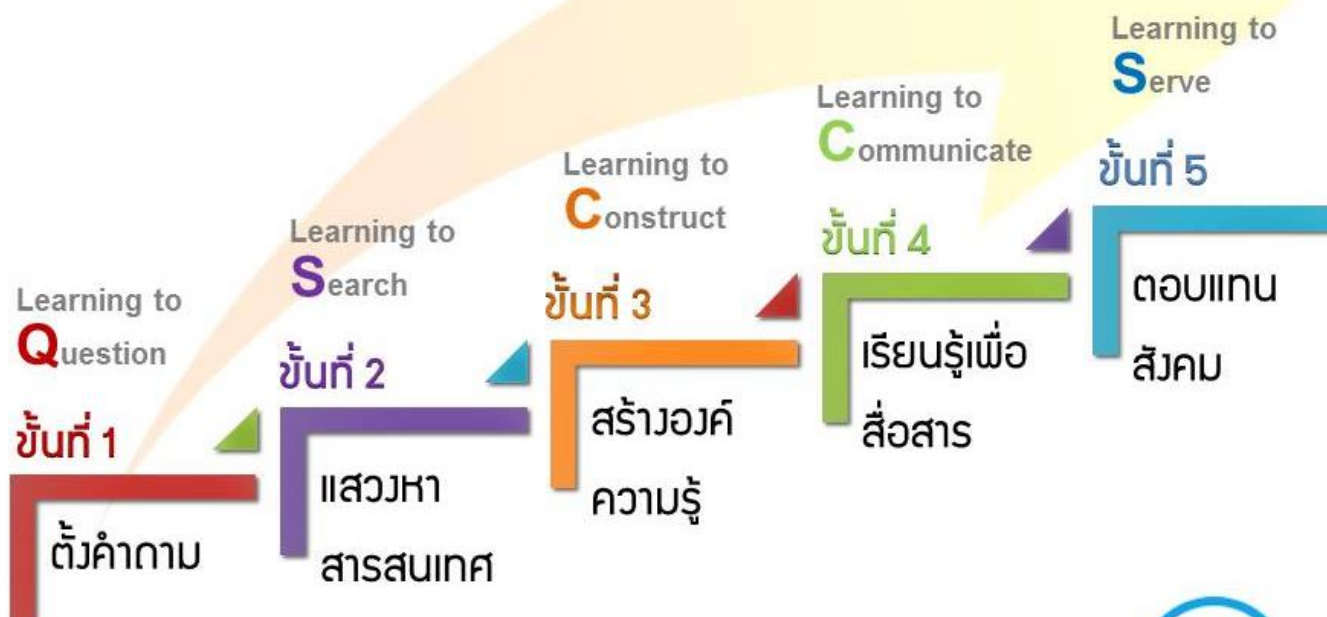 Learning to
Question
ขั้นที่ 1
ตั้งคำถาม
Learning to
Search
ขั้นที่ 2
แสวงหา
สารสนเทศ
Learning to
Construct
ขั้นที่ 3
สร้างองค์
ความรู้
Learning to
Communicate
ขั้นที่ 4
เรียนรู้เพื่อ
สื่อสาร
Learning to
Serve
ขั้นที่ 5
ตอบแทน
สังคม